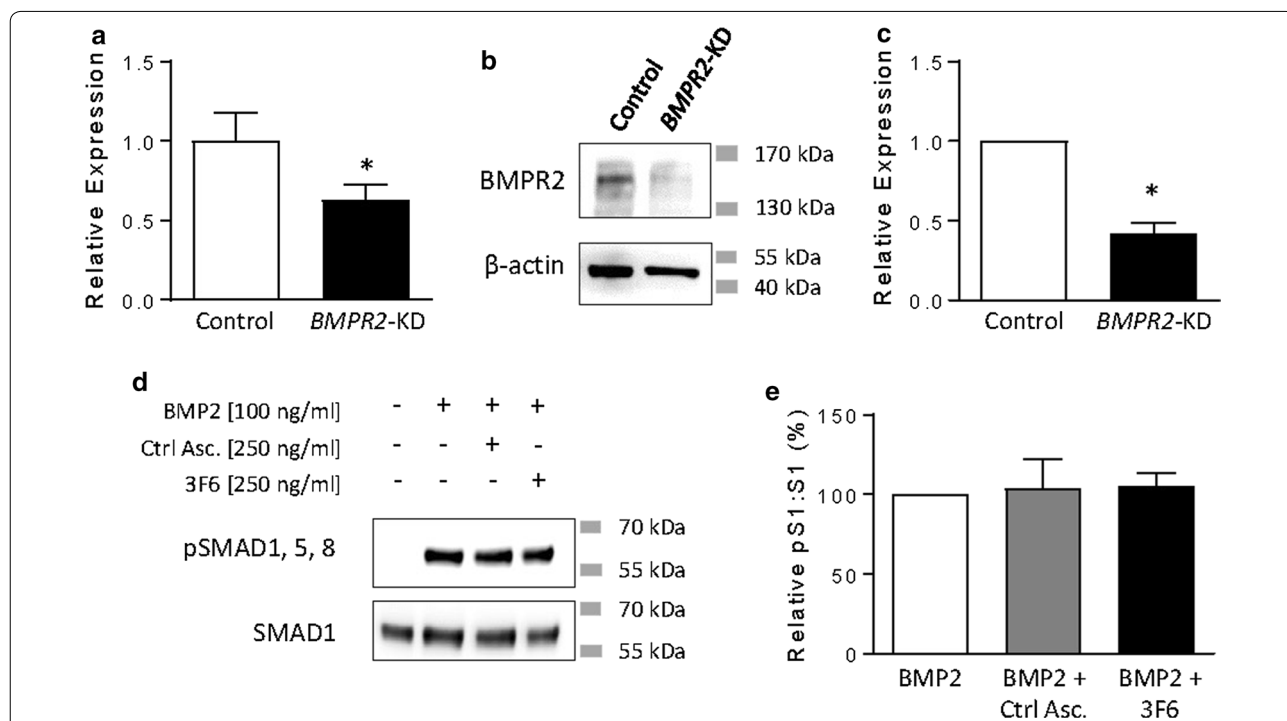 a
Relative Expression
1.5
1.0
0.5
0.0
Control
BMPR2-KD
*
b
Control
BMPR2-KD
BMPR2
170 kDa
130 kDa
β-actin
55 kDa
40 kDa
c
Relative Expression
1.5
1.0
0.5
0.0
Control
BMPR2-KD
*
d
BMP2 [100 ng/ml] - + + +
Ctrl Asc. [250 ng/ml] - - + -
3F6 [250 ng/ml] - - - +
pSMAD1, 5, 8
70 kDa
55 kDa
SMAD1
70 kDa
55 kDa
e
Relative pS1:S1 (%)
150
100
50
0
BMP2
BMP2 +
Ctrl Asc.
BMP2 +
3F6